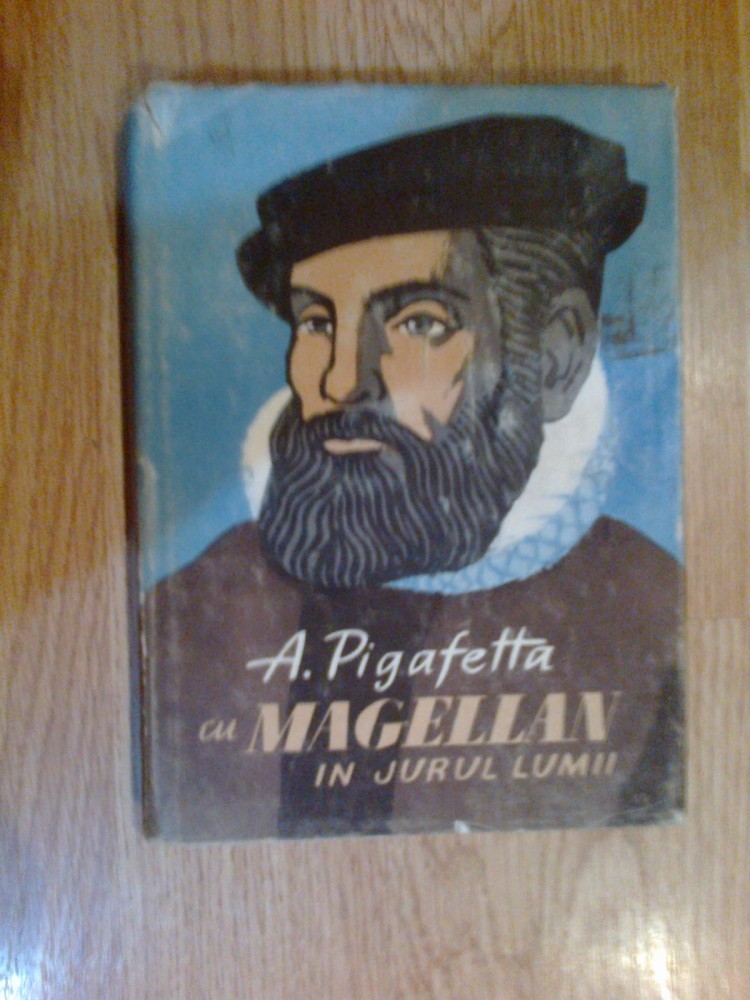 A. Pigafetta
cu MAGELLAN
IN JURUL LUMII